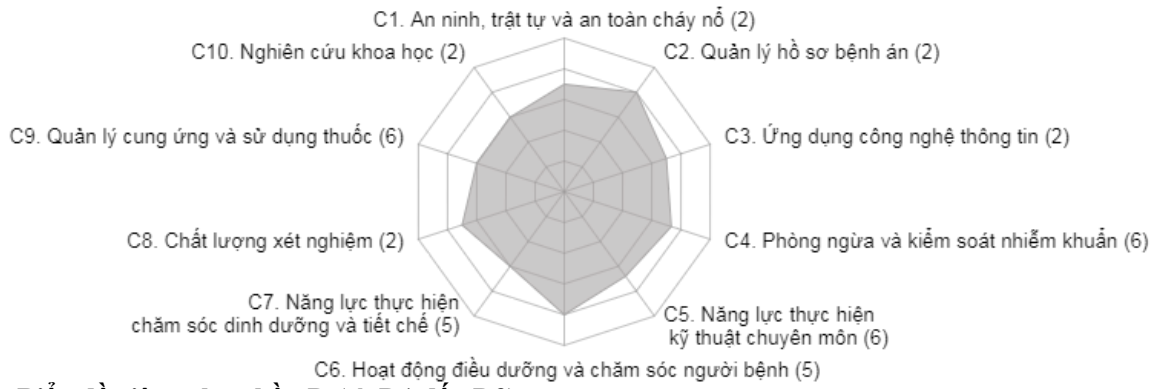 C1. An ninh, trật tự và an toàn cháy nổ (2)
C10. Nghiên cứu khoa học (2)
C2. Quản lý hồ sơ bệnh án (2)
C9. Quản lý cung ứng và sử dụng thuốc (6)
C3. Ứng dụng công nghệ thông tin (2)
C8. Chất lượng xét nghiệm (2)
C4. Phòng ngừa và kiểm soát nhiễm khuẩn (6)
C7. Năng lực thực hiện
chăm sóc dinh dưỡng và tiết chế (5)
C5. Năng lực thực hiện
kỹ thuật chuyên môn (6)
C6. Hoạt động điều dưỡng và chăm sóc người bệnh (5)